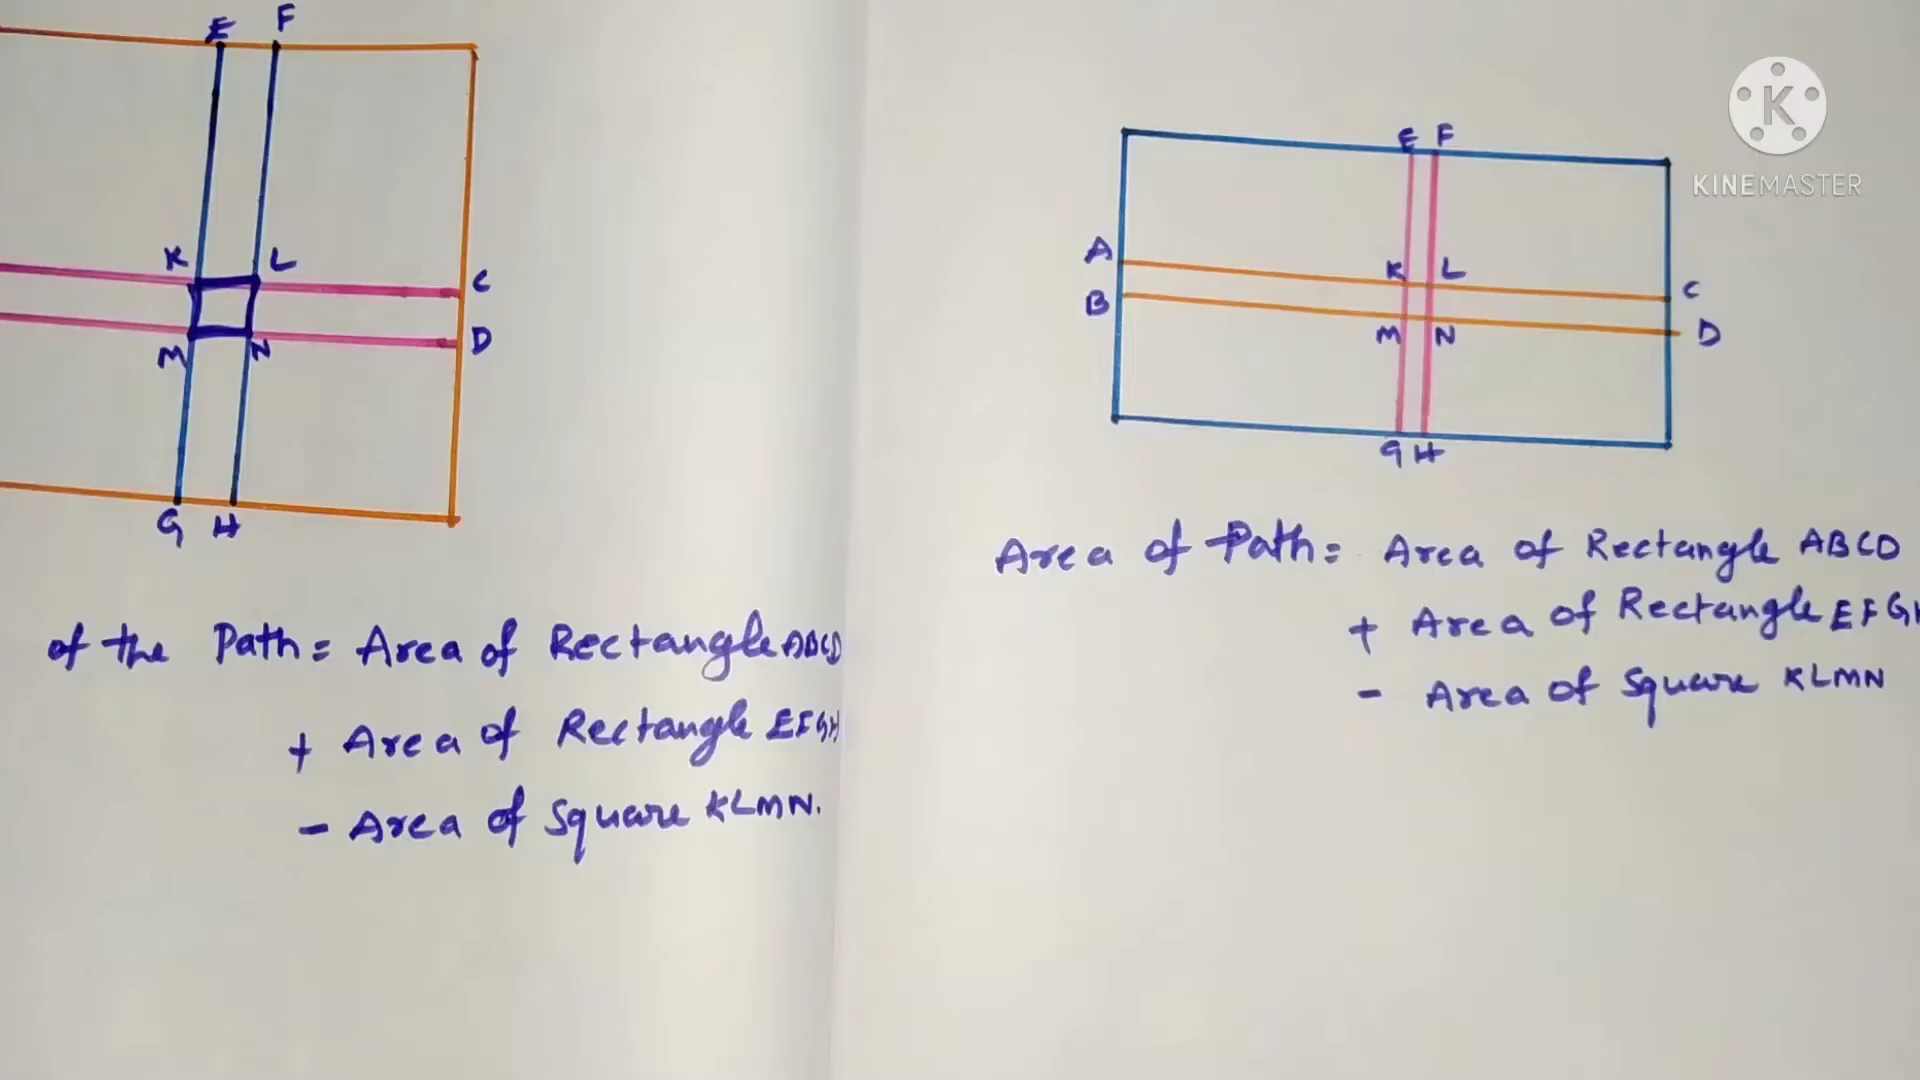 E F
K L C
M N D
G H
of the Path = Area of Rectangle ABCD
+ Area of Rectangle EFGH
- Area of Square KLMN.
K
KINEMASTER
E F
A K L C
B M N D
G H
Area of Path = Area of Rectangle ABCD
+ Area of Rectangle EFGH
- Area of Square KLMN